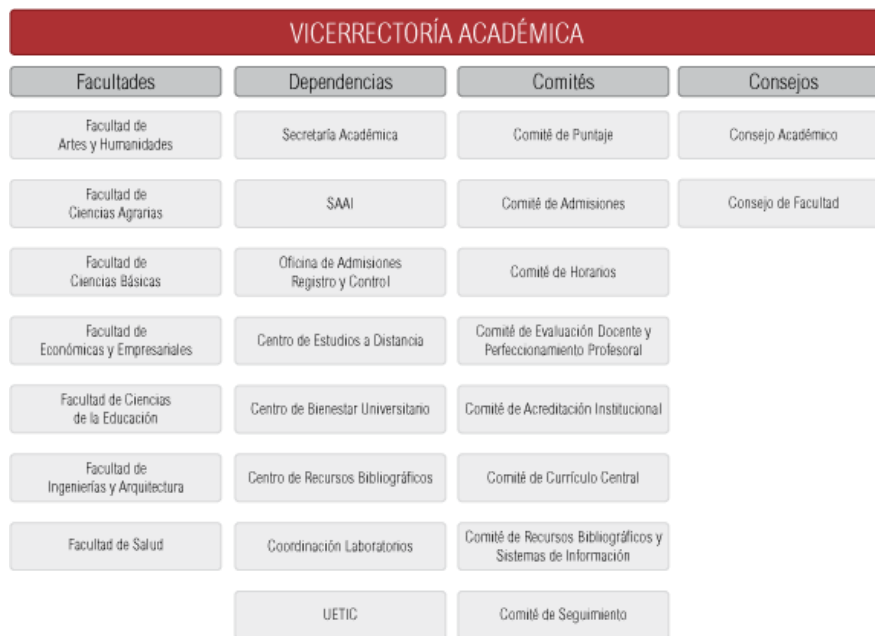 VICERRECTORÍA ACADÉMICA
Facultades
Dependencias
Comités
Consejos
Facultad de
Artes y Humanidades
Secretaría Académica
Comité de Puntaje
Consejo Académico
Facultad de
Ciencias Agrarias
SAAI
Comité de Admisiones
Consejo de Facultad
Facultad de
Ciencias Básicas
Oficina de Admisiones
Registro y Control
Comité de Horarios
Facultad de
Económicas y Empresariales
Centro de Estudios a Distancia
Comité de Evaluación Docente y
Perfeccionamiento Profesoral
Facultad de Ciencias
de la Educación
Centro de Bienestar Universitario
Comité de Acreditación Institucional
Facultad de
Ingenierías y Arquitectura
Centro de Recursos Bibliográficos
Comité de Currículo Central
Facultad de Salud
Coordinación Laboratorios
Comité de Recursos Bibliográficos y
Sistemas de Información
UETIC
Comité de Seguimiento